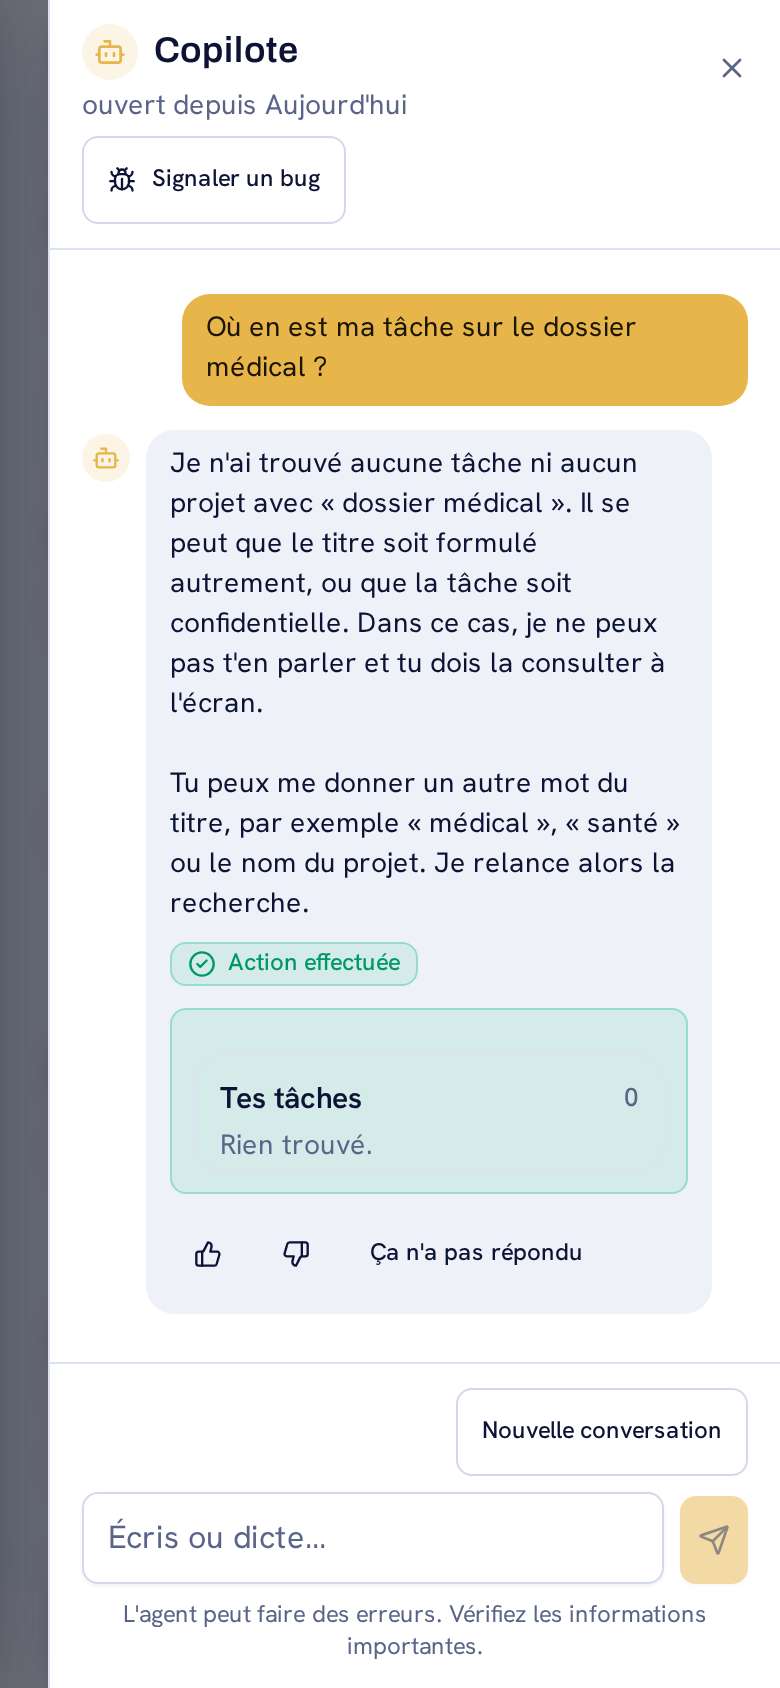 Copilote
ouvert depuis Aujourd'hui
Signaler un bug
Où en est ma tâche sur le dossier
médical ?
Je n'ai trouvé aucune tâche ni aucun
projet avec « dossier médical ». Il se
peut que le titre soit formulé
autrement, ou que la tâche soit
confidentielle. Dans ce cas, je ne peux
pas t'en parler et tu dois la consulter à
l'écran.
Tu peux me donner un autre mot du
titre, par exemple « médical », « santé »
ou le nom du projet. Je relance alors la
recherche.
Action effectuée
Tes tâches 0
Rien trouvé.
Ça n'a pas répondu
Nouvelle conversation
Écris ou dicte...
L'agent peut faire des erreurs. Vérifiez les informations
importantes.